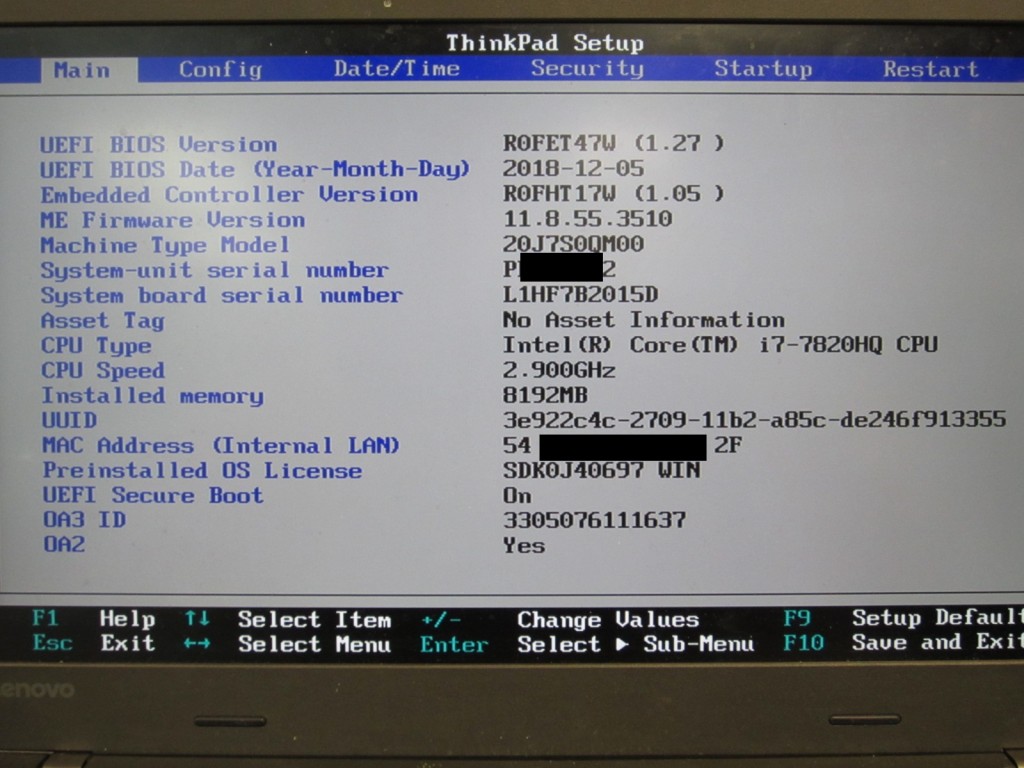 ThinkPad Setup
Main Config Date/Time Security Startup Restart
UEFI BIOS Version R0FET47W (1.27 )
UEFI BIOS Date (Year-Month-Day) 2018-12-05
Embedded Controller Version R0FHT17W (1.05 )
ME Firmware Version 11.8.55.3510
Machine Type Model 20J7S0QM00
System-unit serial number P 2
System board serial number L1HF7B2015D
Asset Tag No Asset Information
CPU Type Intel(R) Core(TM) i7-7820HQ CPU
CPU Speed 2.900GHz
Installed memory 8192MB
UUID 3e922c4c-2709-11b2-a85c-de246f913355
MAC Address (Internal LAN) 54 2F
Preinstalled OS License SDK0J40697 WIN
UEFI Secure Boot On
OA3 ID 3305076111637
OA2 Yes
F1 Help ↑↓ Select Item +/- Change Values F9 Setup Default
Esc Exit ←→ Select Menu Enter Select ▶ Sub-Menu F10 Save and Exit
enovo